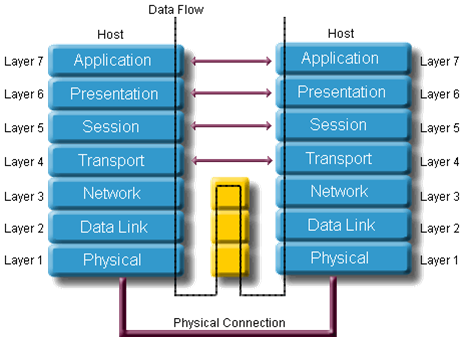 Data Flow
Host Host
Layer 7 Application Application Layer 7
Layer 6 Presentation Presentation Layer 6
Layer 5 Session Session Layer 5
Layer 4 Transport Transport Layer 4
Layer 3 Network Network Layer 3
Layer 2 Data Link Data Link Layer 2
Layer 1 Physical Physical Layer 1
Physical Connection